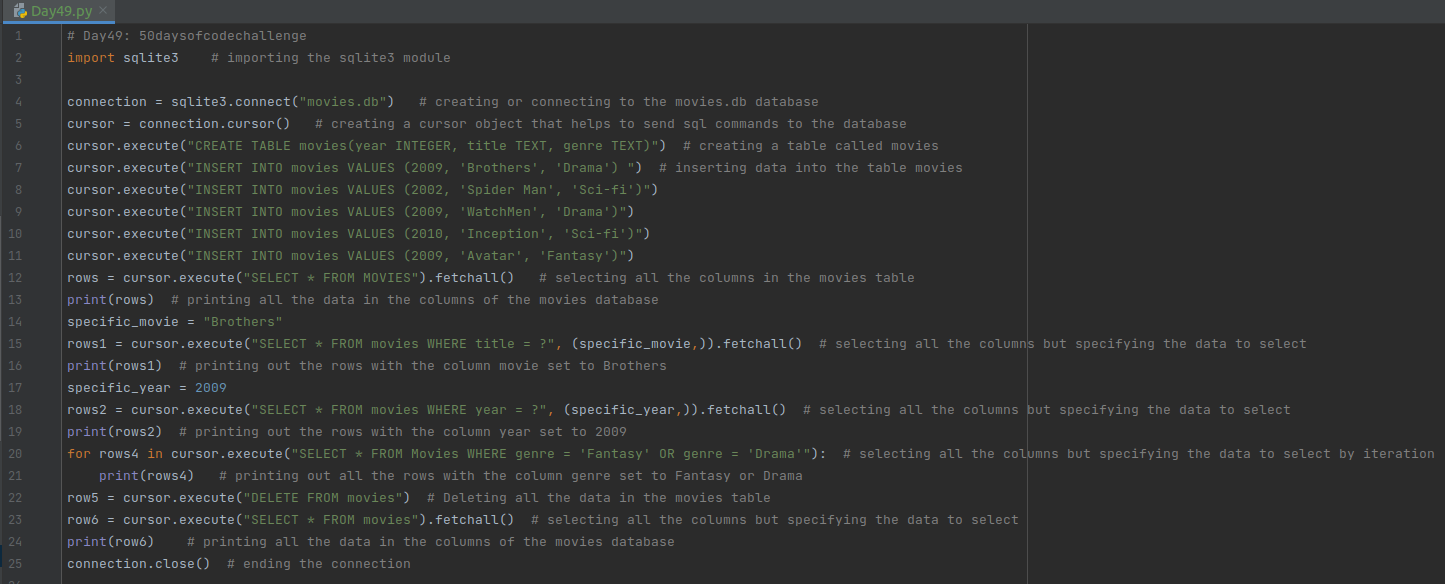 Day49.py
1 # Day49: 50daysofcodechallenge
2 import sqlite3    # importing the sqlite3 module
3
4 connection = sqlite3.connect("movies.db")   # creating or connecting to the movies.db database
5 cursor = connection.cursor()   # creating a cursor object that helps to send sql commands to the database
6 cursor.execute("CREATE TABLE movies(year INTEGER, title TEXT, genre TEXT)")  # creating a table called movies
7 cursor.execute("INSERT INTO movies VALUES (2009, 'Brothers', 'Drama') ")  # inserting data into the table movies
8 cursor.execute("INSERT INTO movies VALUES (2002, 'Spider Man', 'Sci-fi')")
9 cursor.execute("INSERT INTO movies VALUES (2009, 'WatchMen', 'Drama')")
10 cursor.execute("INSERT INTO movies VALUES (2010, 'Inception', 'Sci-fi')")
11 cursor.execute("INSERT INTO movies VALUES (2009, 'Avatar', 'Fantasy')")
12 rows = cursor.execute("SELECT * FROM MOVIES").fetchall()   # selecting all the columns in the movies table
13 print(rows)  # printing all the data in the columns of the movies database
14 specific_movie = "Brothers"
15 rows1 = cursor.execute("SELECT * FROM movies WHERE title = ?", (specific_movie,)).fetchall()  # selecting all the columns but specifying the data to select
16 print(rows1)  # printing out the rows with the column movie set to Brothers
17 specific_year = 2009
18 rows2 = cursor.execute("SELECT * FROM movies WHERE year = ?", (specific_year,)).fetchall()  # selecting all the columns but specifying the data to select
19 print(rows2)  # printing out the rows with the column year set to 2009
20 for rows4 in cursor.execute("SELECT * FROM Movies WHERE genre = 'Fantasy' OR genre = 'Drama'"):  # selecting all the columns but specifying the data to select by iteration
21     print(rows4)   # printing out all the rows with the column genre set to Fantasy or Drama
22 row5 = cursor.execute("DELETE FROM movies")  # Deleting all the data in the movies table
23 row6 = cursor.execute("SELECT * FROM movies").fetchall()  # selecting all the columns but specifying the data to select
24 print(row6)    # printing all the data in the columns of the movies database
25 connection.close()  # ending the connection